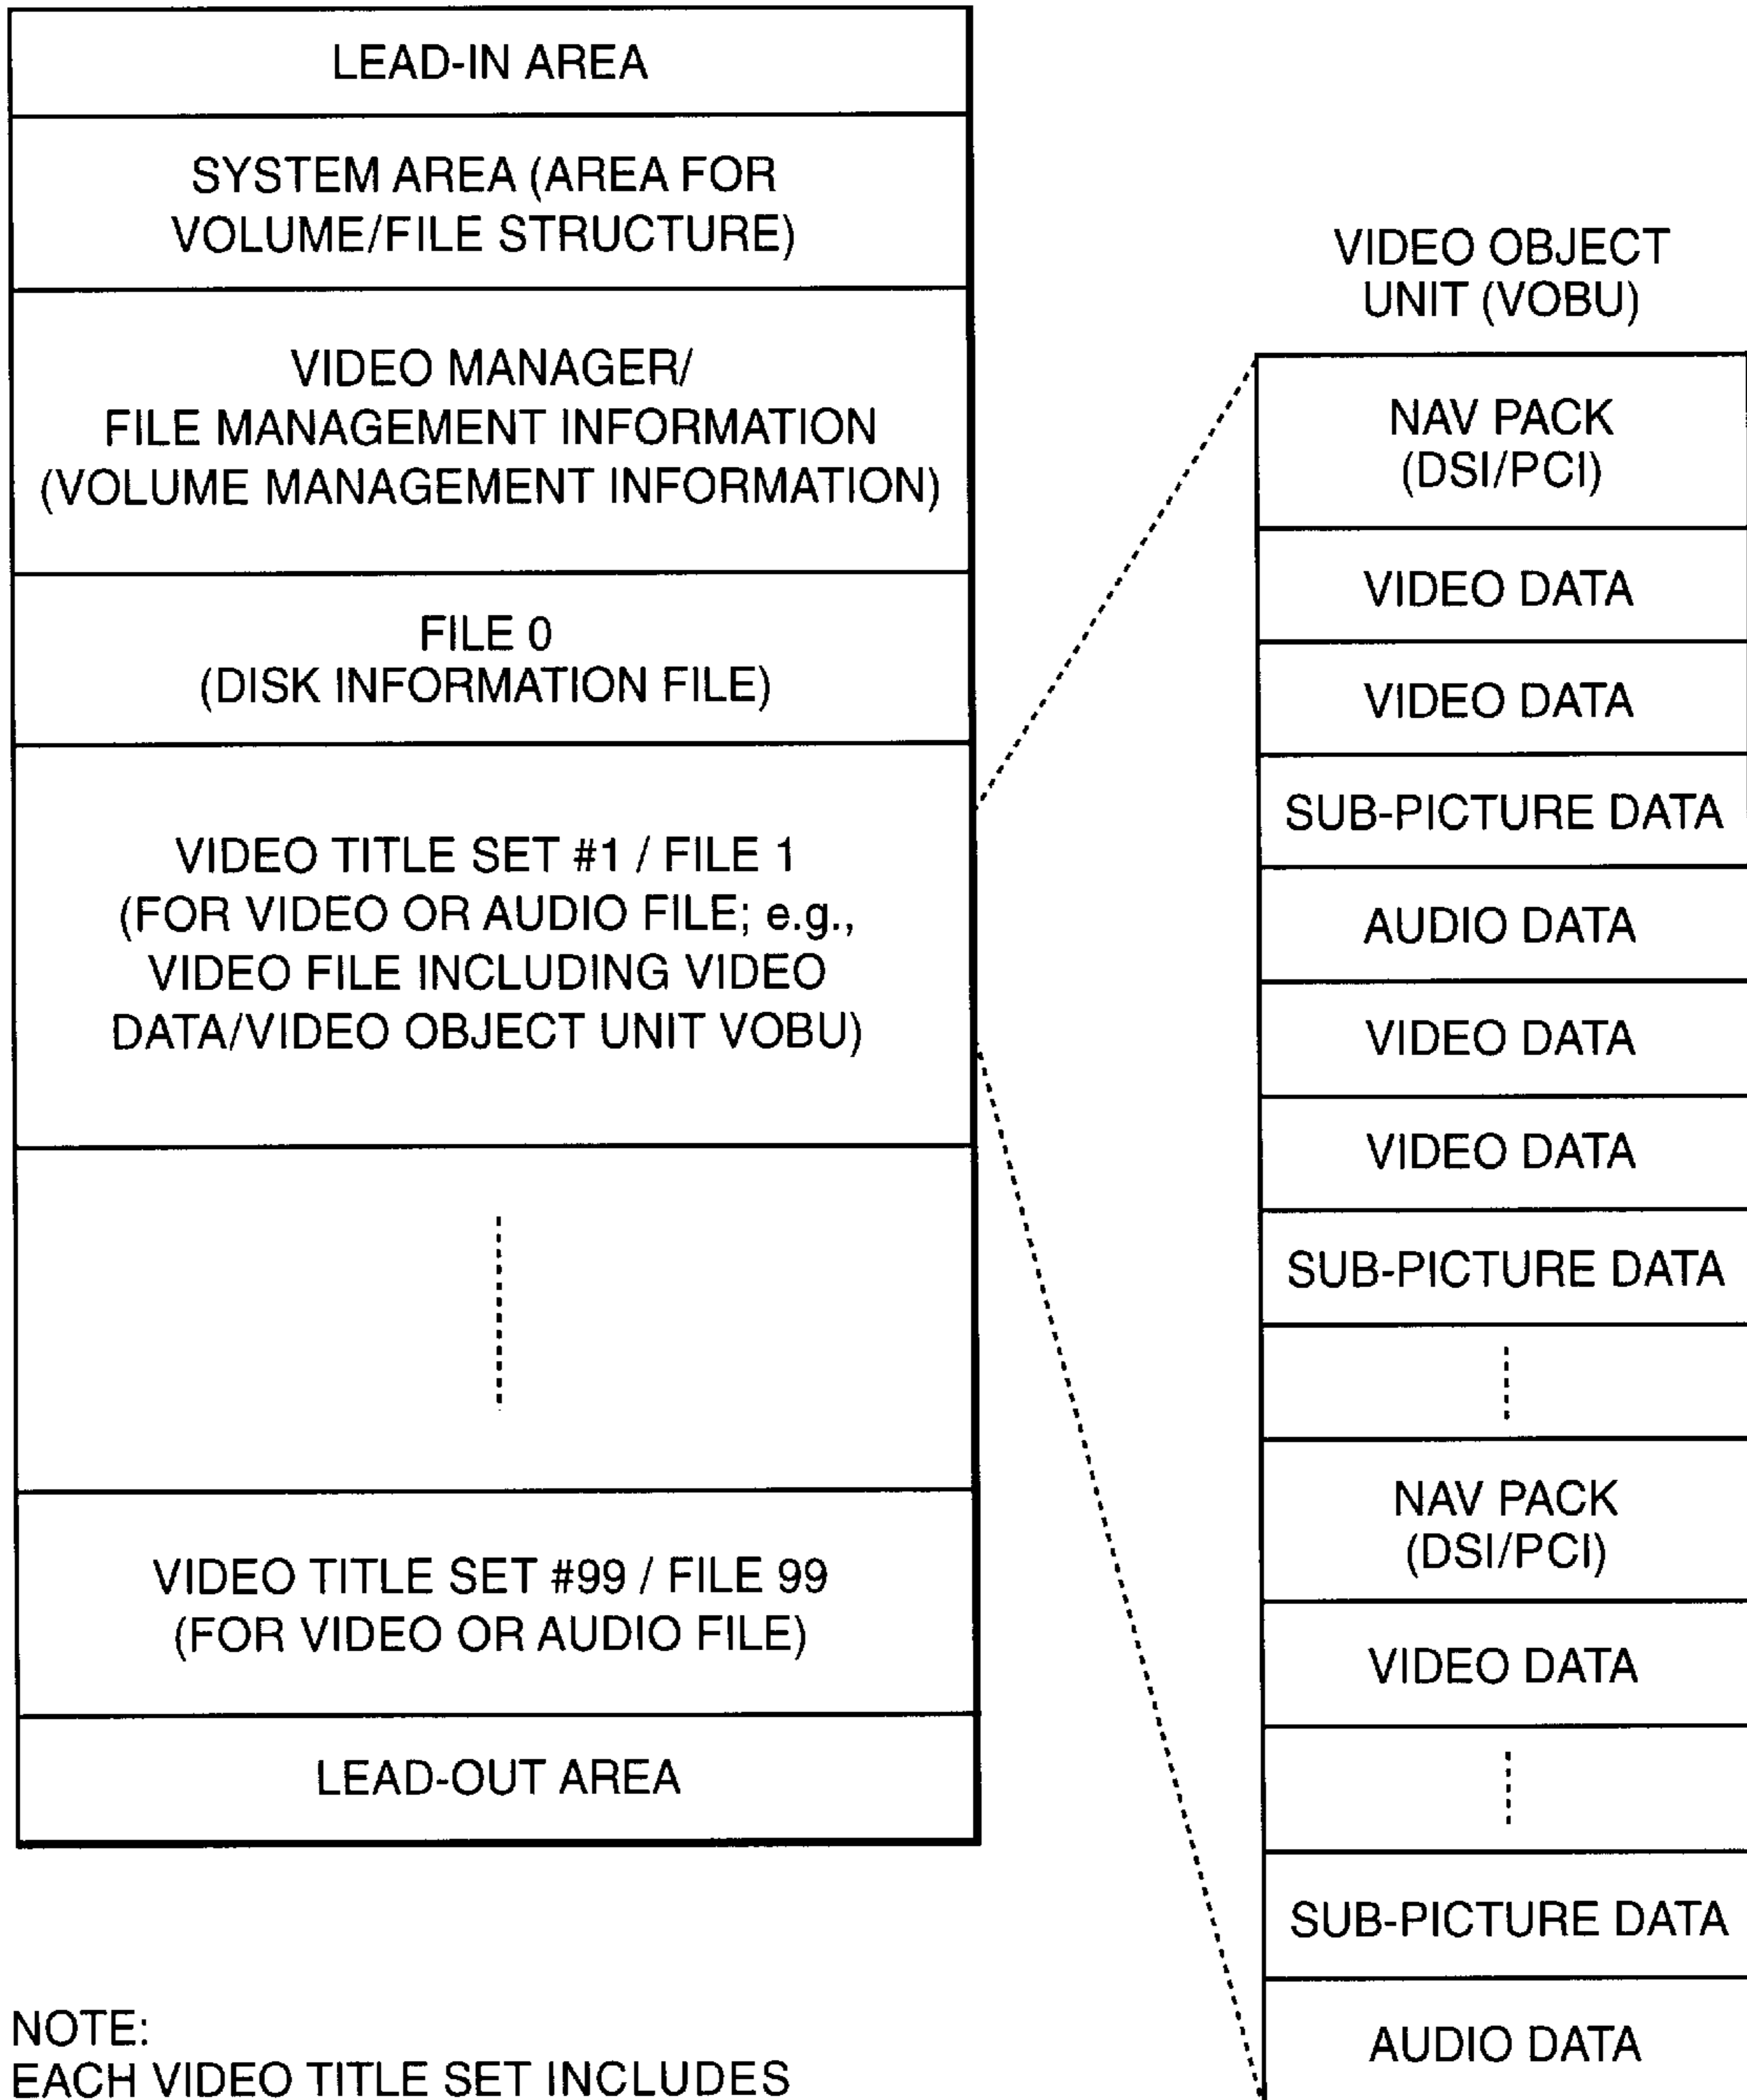 LEAD-IN AREA
SYSTEM AREA (AREA FOR
VOLUME/FILE STRUCTURE)
VIDEO MANAGER/
FILE MANAGEMENT INFORMATION
(VOLUME MANAGEMENT INFORMATION)
FILE 0
(DISK INFORMATION FILE)
VIDEO TITLE SET #1 / FILE 1
(FOR VIDEO OR AUDIO FILE; e.g.,
VIDEO FILE INCLUDING VIDEO
DATA/VIDEO OBJECT UNIT VOBU)
VIDEO TITLE SET #99 / FILE 99
(FOR VIDEO OR AUDIO FILE)
LEAD-OUT AREA
NOTE:
EACH VIDEO TITLE SET INCLUDES
VIDEO OBJECT
UNIT (VOBU)
NAV PACK
(DSI/PCI)
VIDEO DATA
VIDEO DATA
SUB-PICTURE DATA
AUDIO DATA
VIDEO DATA
VIDEO DATA
SUB-PICTURE DATA
NAV PACK
(DSI/PCI)
VIDEO DATA
SUB-PICTURE DATA
AUDIO DATA